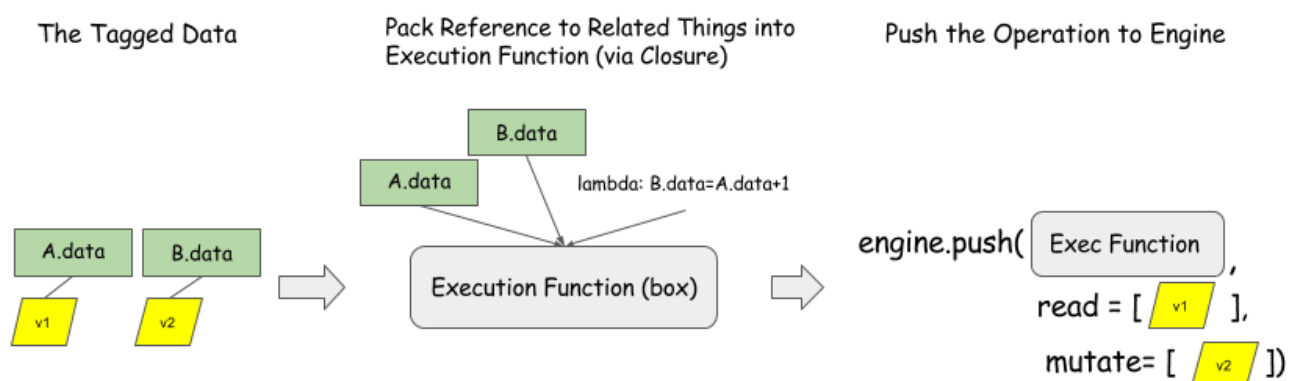 The Tagged Data
Pack Reference to Related Things into
Execution Function (via Closure)
Push the Operation to Engine
A.data
B.data
v1
v2
B.data
A.data
lambda: B.data=A.data+1
Execution Function (box)
engine.push( Exec Function ,
read = [ v1 ],
mutate= [ v2 ])